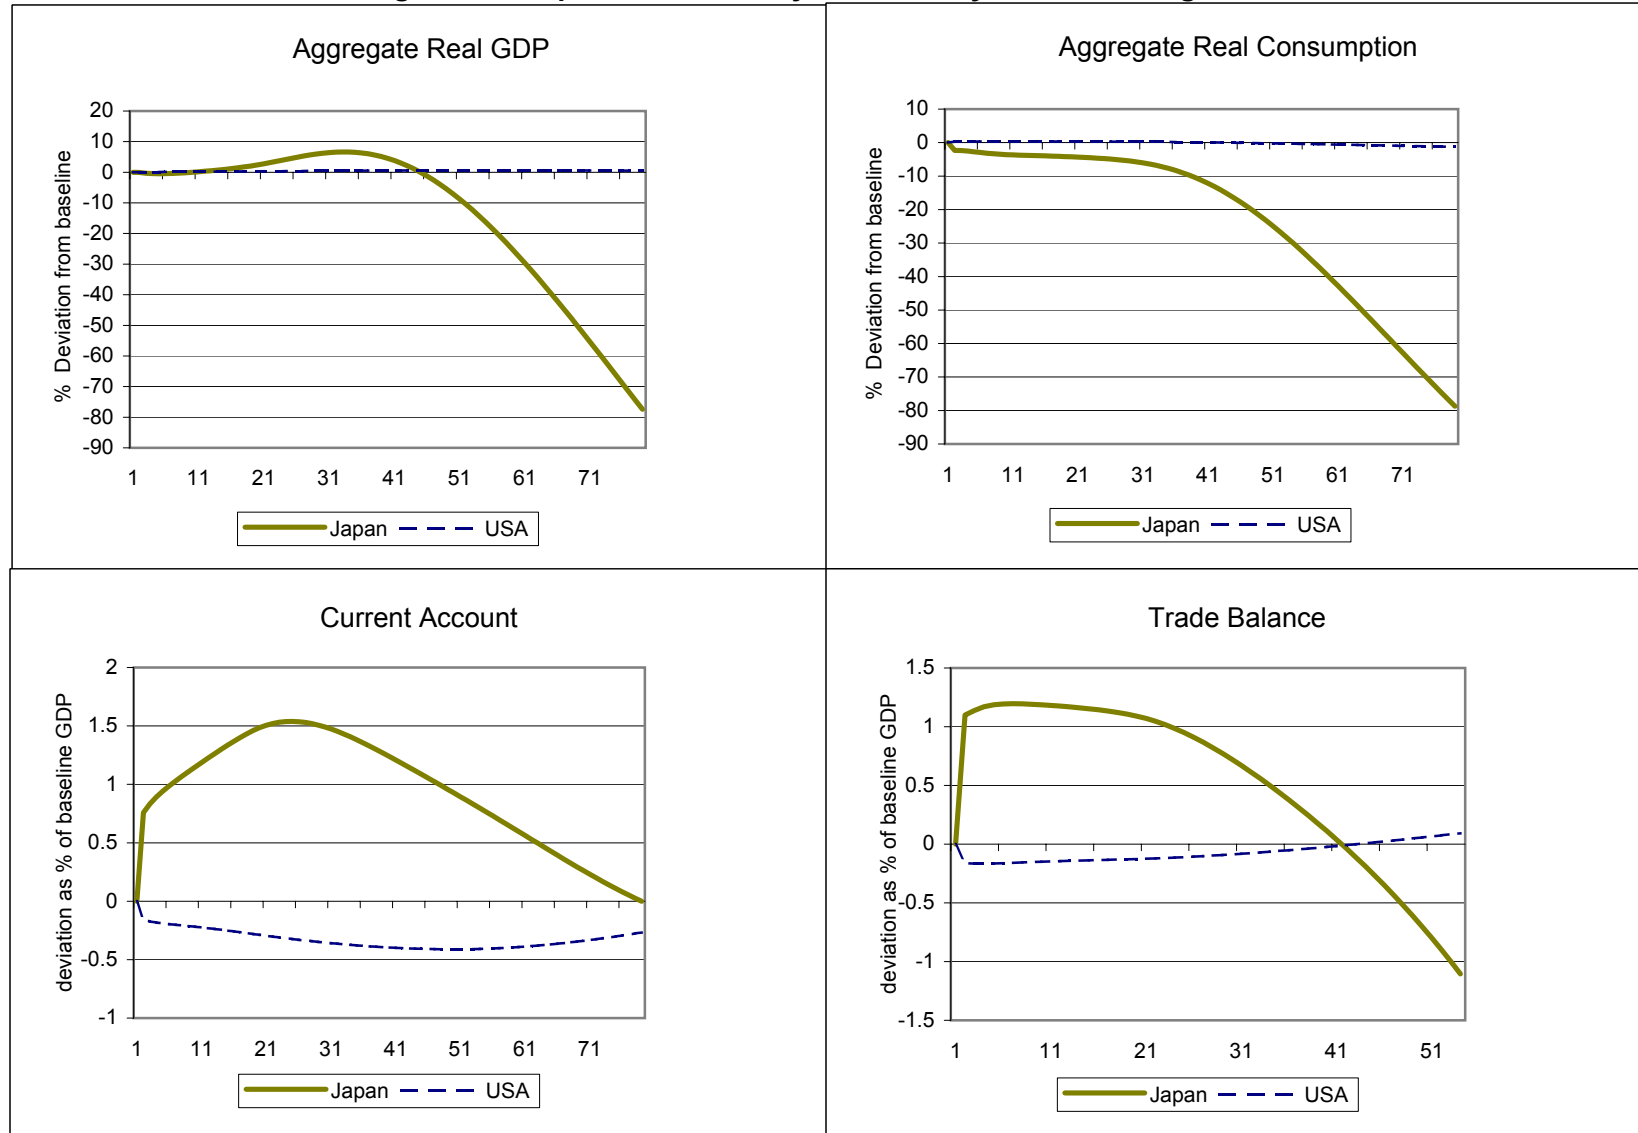 Aggregate Real GDP
% Deviation from baseline
20
10
0
-10
-20
-30
-40
-50
-60
-70
-80
-90
1 11 21 31 41 51 61 71
Japan USA
Aggregate Real Consumption
% Deviation from baseline
10
0
-10
-20
-30
-40
-50
-60
-70
-80
-90
1 11 21 31 41 51 61 71
Japan USA
Current Account
deviation as % of baseline GDP
2
1.5
1
0.5
0
-0.5
-1
1 11 21 31 41 51 61 71
Japan USA
Trade Balance
deviation as % of baseline GDP
1.5
1
0.5
0
-0.5
-1
-1.5
1 11 21 31 41 51
Japan USA